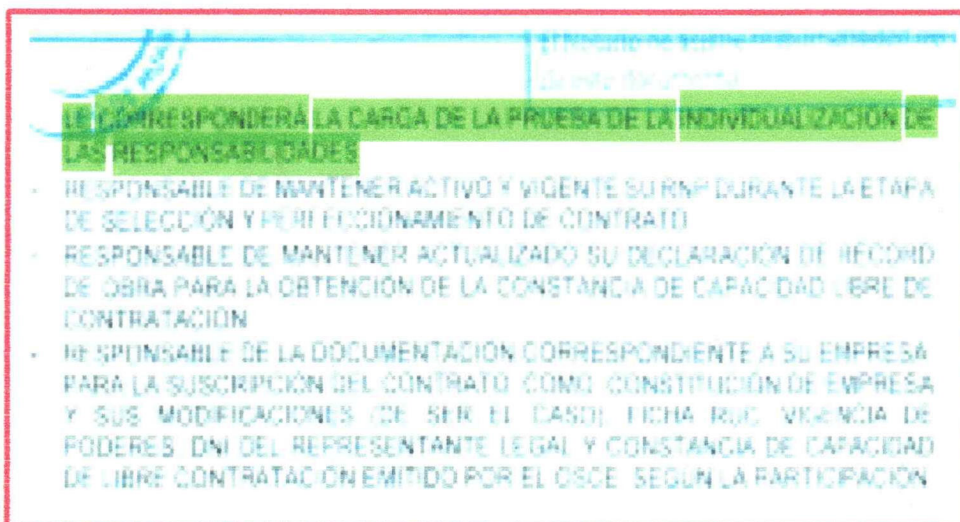 LE CORRESPONDERÁ LA CARGA DE LA PRUEBA DE LA INDIVIDUALIZACIÓN DE
LAS RESPONSABILIDADES
- RESPONSABLE DE MANTENER ACTIVO Y VIGENTE SU RNP DURANTE LA ETAPA
DE SELECCIÓN Y PERFECCIONAMIENTO DE CONTRATO
- RESPONSABLE DE MANTENER ACTUALIZADO SU DECLARACIÓN DE RÉCORD
DE OBRA PARA LA OBTENCIÓN DE LA CONSTANCIA DE CAPACIDAD LIBRE DE
CONTRATACIÓN
- RESPONSABLE DE LA DOCUMENTACIÓN CORRESPONDIENTE A SU EMPRESA
PARA LA SUSCRIPCIÓN DEL CONTRATO COMO CONSTITUCIÓN DE EMPRESA
Y SUS MODIFICACIONES (DE SER EL CASO) FICHA RUC VIGENCIA DE
PODERES DNI DEL REPRESENTANTE LEGAL Y CONSTANCIA DE CAPACIDAD
DE LIBRE CONTRATACIÓN EMITIDO POR EL OSCE SEGÚN LA PARTICIPACIÓN